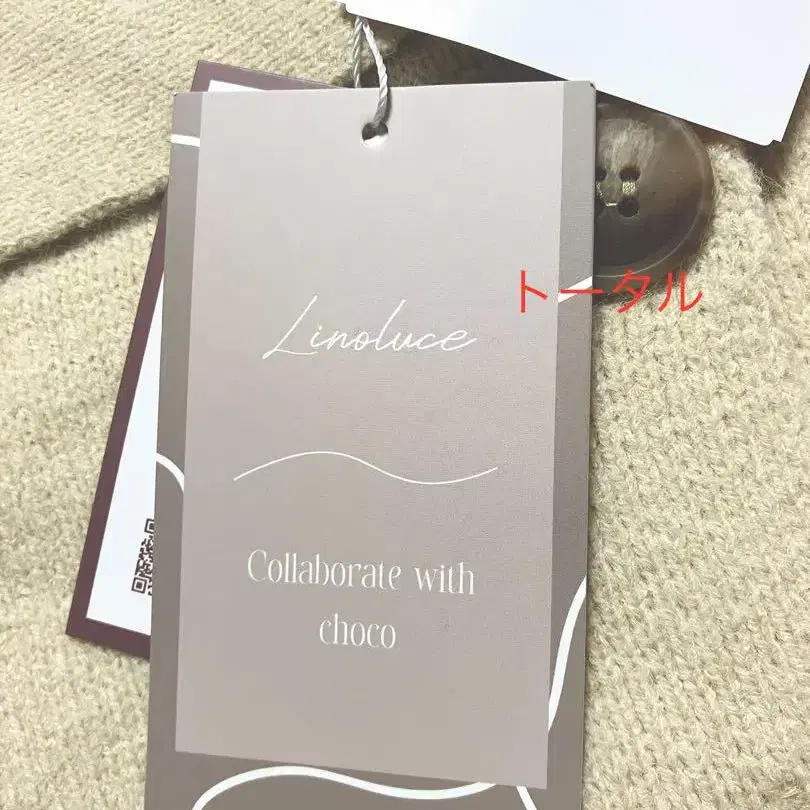 トータル
Linoluce
Collaborate with
choco